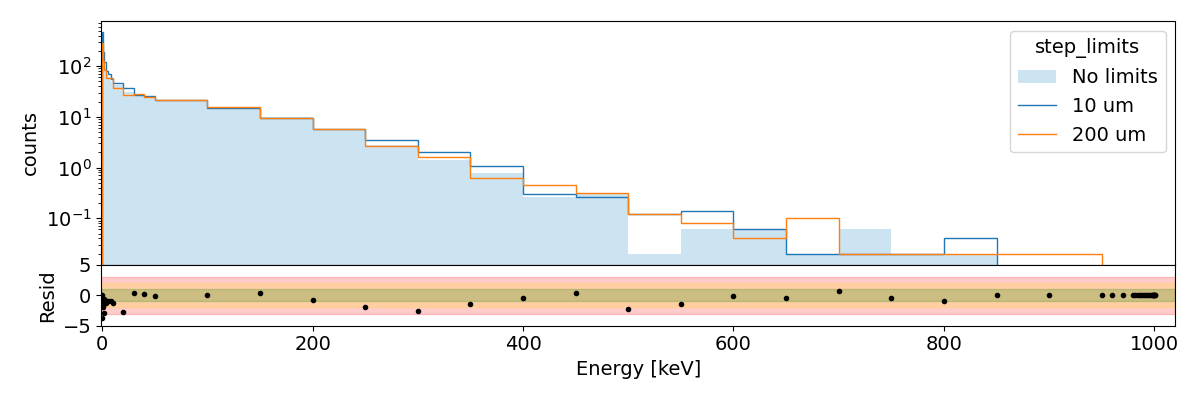 step_limits
No limits
10 um
200 um
counts
10²
10¹
10⁰
10⁻¹
Resid
5
0
−5
0
200
400
600
800
1000
Energy [keV]